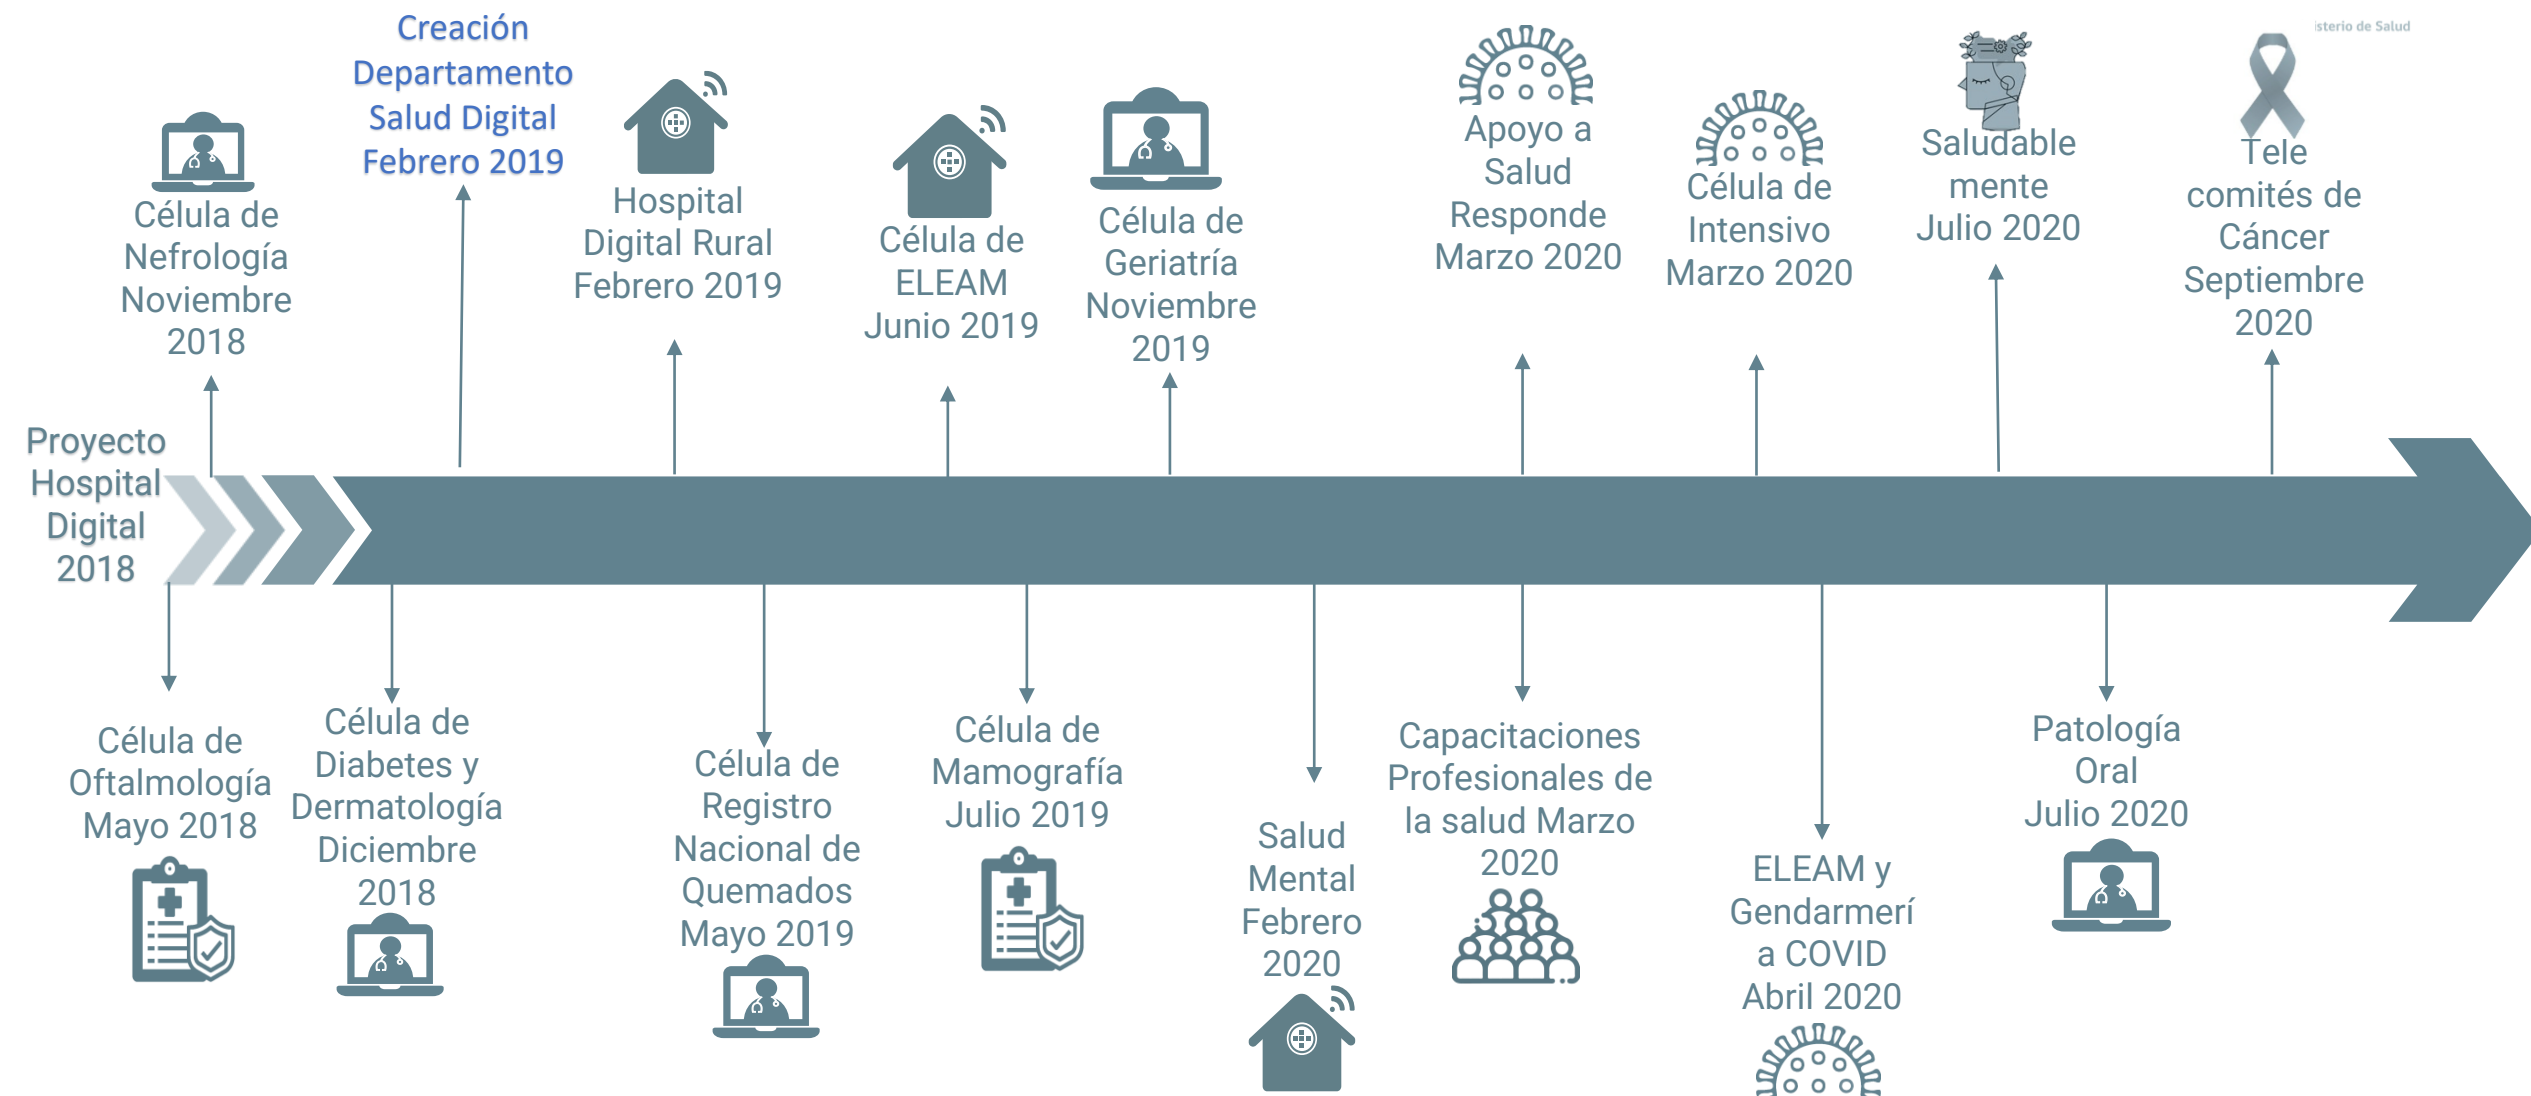 Creación
Departamento
Salud Digital
Febrero 2019
isterio de Salud
Célula de
Nefrología
Noviembre
2018
Hospital
Digital Rural
Febrero 2019
Célula de
ELEAM
Junio 2019
Célula de
Geriatría
Noviembre
2019
Apoyo a
Salud
Responde
Marzo 2020
Célula de
Intensivo
Marzo 2020
Saludable
mente
Julio 2020
Tele
comités de
Cáncer
Septiembre
2020
Proyecto
Hospital
Digital
2018
Célula de
Oftalmología
Mayo 2018
Célula de
Diabetes y
Dermatología
Diciembre
2018
Célula de
Registro
Nacional de
Quemados
Mayo 2019
Célula de
Mamografía
Julio 2019
Salud
Mental
Febrero
2020
Capacitaciones
Profesionales de
la salud Marzo
2020
ELEAM y
Gendarmerí
a COVID
Abril 2020
Patología
Oral
Julio 2020